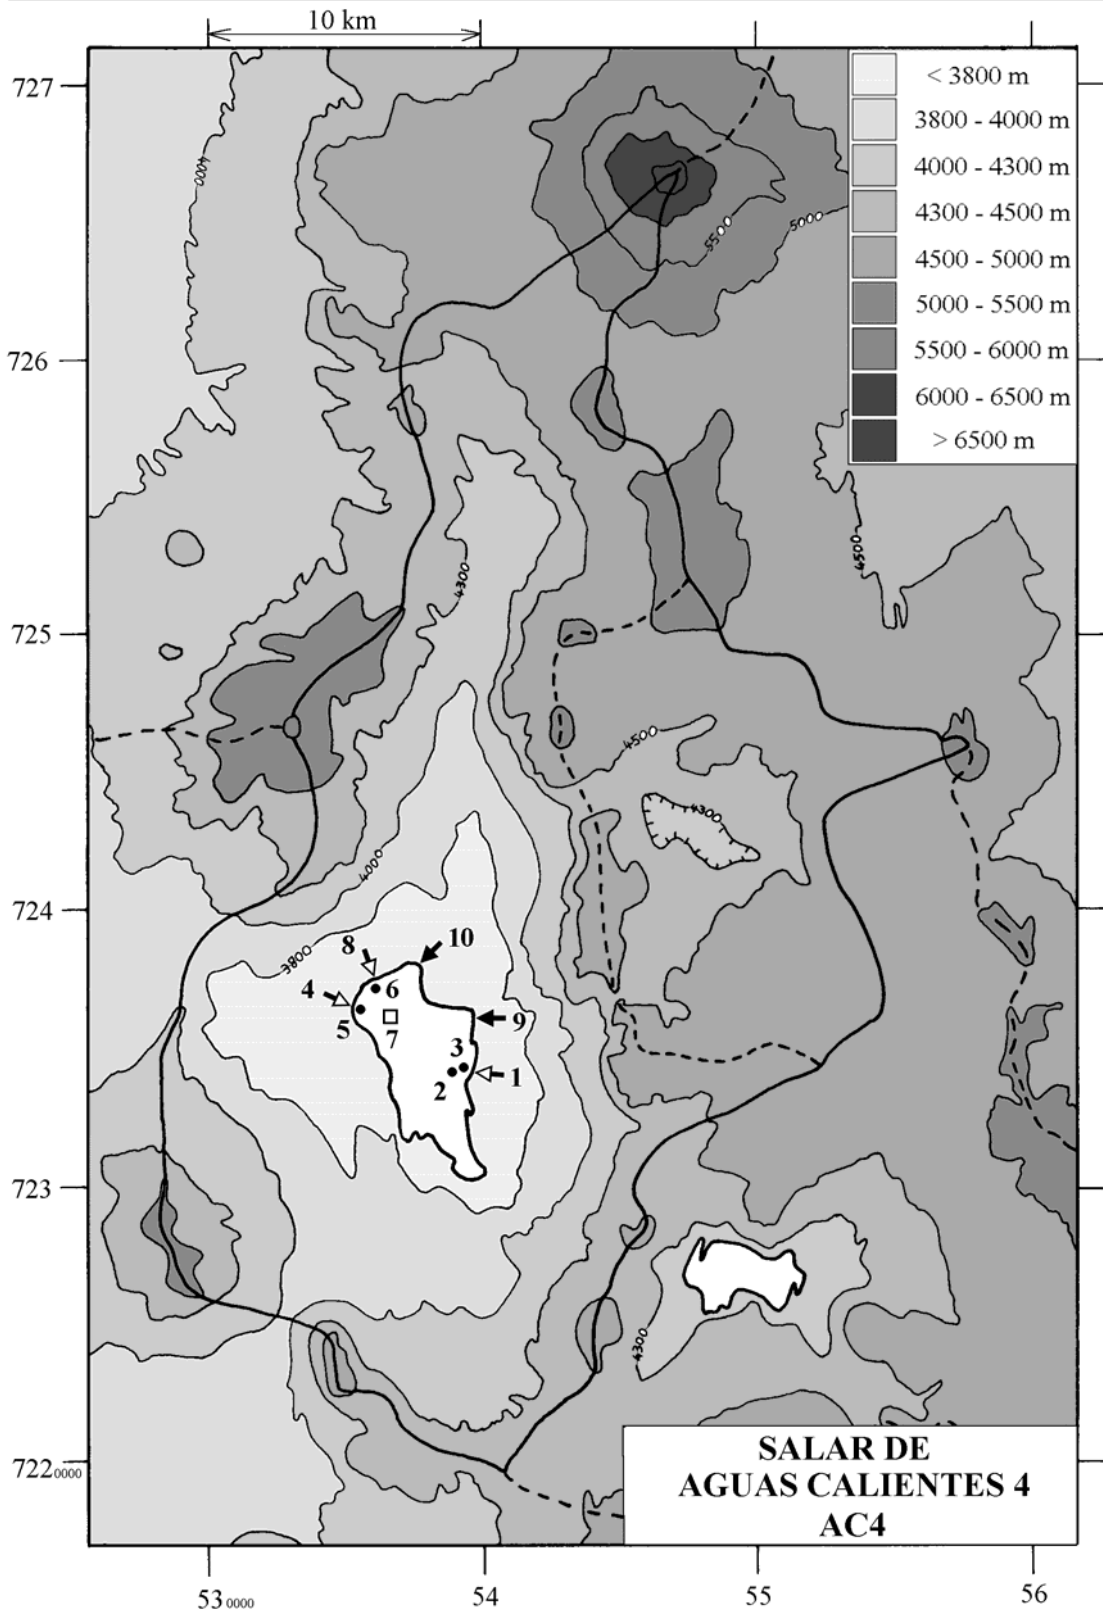 10 km
727
< 3800 m
3800 - 4000 m
4000 - 4300 m
4300 - 4500 m
4500 - 5000 m
5000 - 5500 m
5500 - 6000 m
6000 - 6500 m
> 6500 m
4000
5500
5000
726
4500
4300
725
4500
4300
4000
724
3800
8
10
4
6
5
7
9
3
2
1
723
4300
722 0000
SALAR DE
AGUAS CALIENTES 4
AC4
53 0000
54
55
56